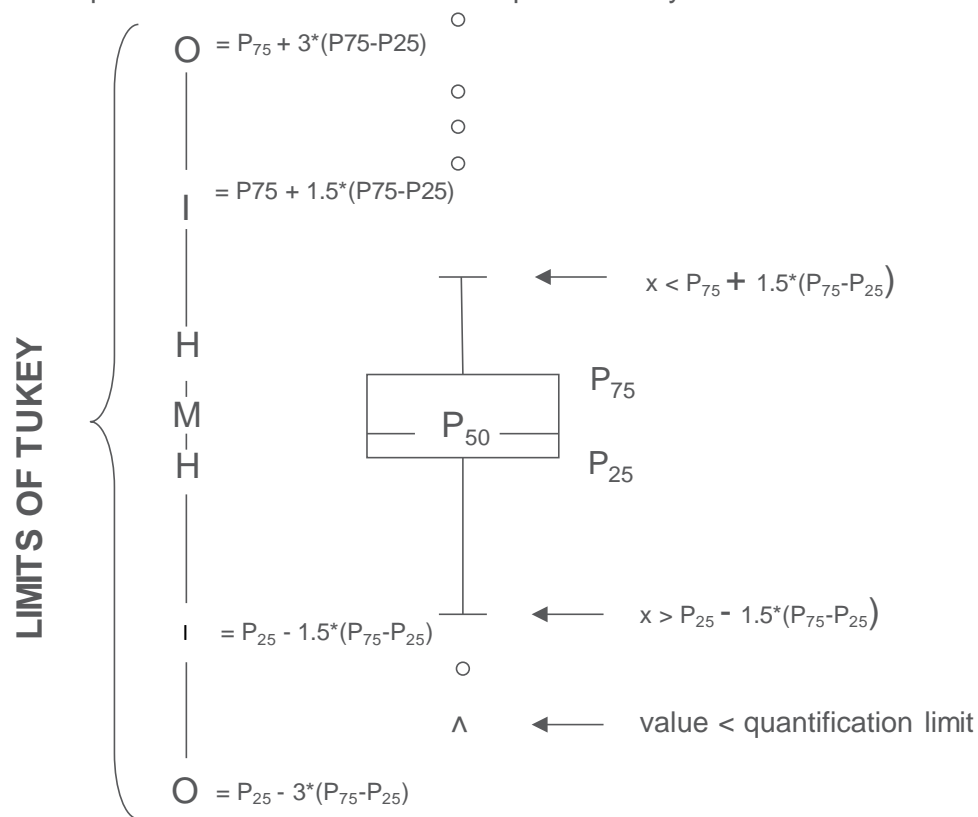 O = P₇₅ + 3*(P75-P25)
I = P75 + 1.5*(P75-P25)
x < P₇₅ + 1.5*(P₇₅-P₂₅)
H
P₇₅
M
P₅₀
H
P₂₅
LIMITS OF TUKEY
x > P₂₅ - 1.5*(P₇₅-P₂₅)
I = P₂₅ - 1.5*(P₇₅-P₂₅)
^ value < quantification limit
O = P₂₅ - 3*(P₇₅-P₂₅)